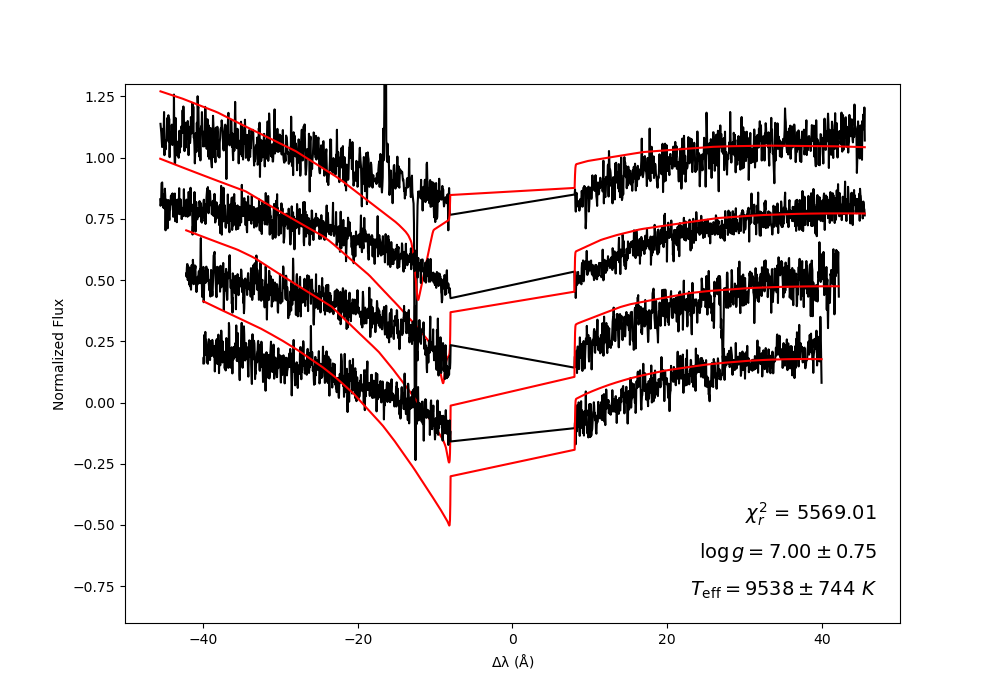 1.25
1.00
0.75
0.50
0.25
0.00
−0.25
−0.50
−0.75
Normalized Flux
χ²ᵣ = 5569.01
log g = 7.00 ± 0.75
T_eff = 9538 ± 744 K
−40 −20 0 20 40
Δλ (Å)